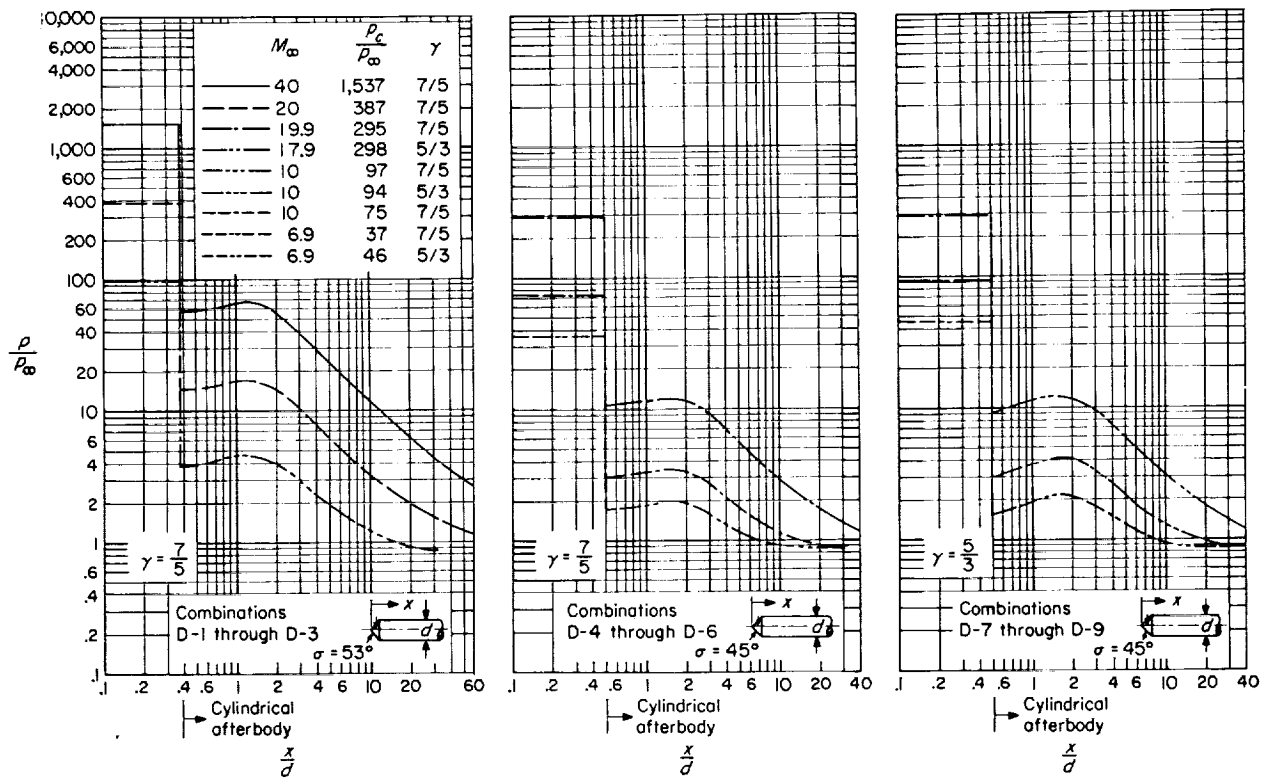 10,000
6,000
4,000
2,000
1,000
600
400
200
100
60
40
20
10
6
4
2
1
.6
.4
.2
.1
p
p∞
M∞ pc/p∞ γ
40 1,537 7/5
20 387 7/5
19.9 295 7/5
17.9 298 5/3
10 97 7/5
10 94 5/3
10 75 7/5
6.9 37 7/5
6.9 46 5/3
γ = 7/5
Combinations
D-1 through D-3
σ = 53°
x
d
.1 .2 .4 .6 1 2 4 6 10 20 60
Cylindrical
afterbody
x
d
γ = 7/5
Combinations
D-4 through D-6
σ = 45°
x
d
.1 .2 .4 .6 1 2 4 6 10 20 40
Cylindrical
afterbody
x
d
γ = 5/3
Combinations
D-7 through D-9
σ = 45°
x
d
.1 .2 .4 .6 1 2 4 6 10 20 40
Cylindrical
afterbody
x
d